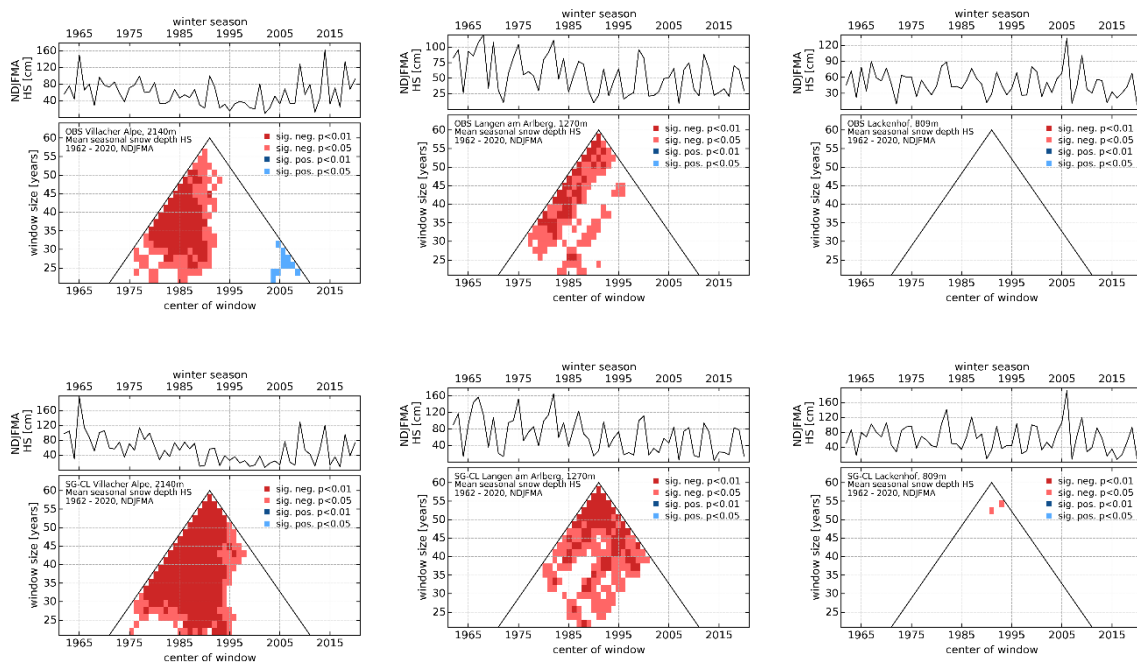 winter season
1965 1975 1985 1995 2005 2015
NDJFMA
HS [cm]
160
120
80
40
OBS Villacher Alpe, 2140m
Mean seasonal snow depth HS
1962 - 2020, NDJFMA
sig. neg. p<0.01
sig. neg. p<0.05
sig. pos. p<0.01
sig. pos. p<0.05
window size [years]
60
55
50
45
40
35
30
25
1965 1975 1985 1995 2005 2015
center of window
winter season
1965 1975 1985 1995 2005 2015
NDJFMA
HS [cm]
100
75
50
25
OBS Langen am Arlberg, 1270m
Mean seasonal snow depth HS
1962 - 2020, NDJFMA
sig. neg. p<0.01
sig. neg. p<0.05
sig. pos. p<0.01
sig. pos. p<0.05
window size [years]
60
55
50
45
40
35
30
25
1965 1975 1985 1995 2005 2015
center of window
winter season
1965 1975 1985 1995 2005 2015
NDJFMA
HS [cm]
120
90
60
30
OBS Lackenhof, 809m
Mean seasonal snow depth HS
1962 - 2020, NDJFMA
sig. neg. p<0.01
sig. neg. p<0.05
sig. pos. p<0.01
sig. pos. p<0.05
window size [years]
60
55
50
45
40
35
30
25
1965 1975 1985 1995 2005 2015
center of window
winter season
1965 1975 1985 1995 2005 2015
NDJFMA
HS [cm]
160
120
80
40
SG-CL Villacher Alpe, 2140m
Mean seasonal snow depth HS
1962 - 2020, NDJFMA
sig. neg. p<0.01
sig. neg. p<0.05
sig. pos. p<0.01
sig. pos. p<0.05
window size [years]
60
55
50
45
40
35
30
25
1965 1975 1985 1995 2005 2015
center of window
winter season
1965 1975 1985 1995 2005 2015
NDJFMA
HS [cm]
160
120
80
40
SG-CL Langen am Arlberg, 1270m
Mean seasonal snow depth HS
1962 - 2020, NDJFMA
sig. neg. p<0.01
sig. neg. p<0.05
sig. pos. p<0.01
sig. pos. p<0.05
window size [years]
60
55
50
45
40
35
30
25
1965 1975 1985 1995 2005 2015
center of window
winter season
1965 1975 1985 1995 2005 2015
NDJFMA
HS [cm]
160
120
80
40
SG-CL Lackenhof, 809m
Mean seasonal snow depth HS
1962 - 2020, NDJFMA
sig. neg. p<0.01
sig. neg. p<0.05
sig. pos. p<0.01
sig. pos. p<0.05
window size [years]
60
55
50
45
40
35
30
25
1965 1975 1985 1995 2005 2015
center of window